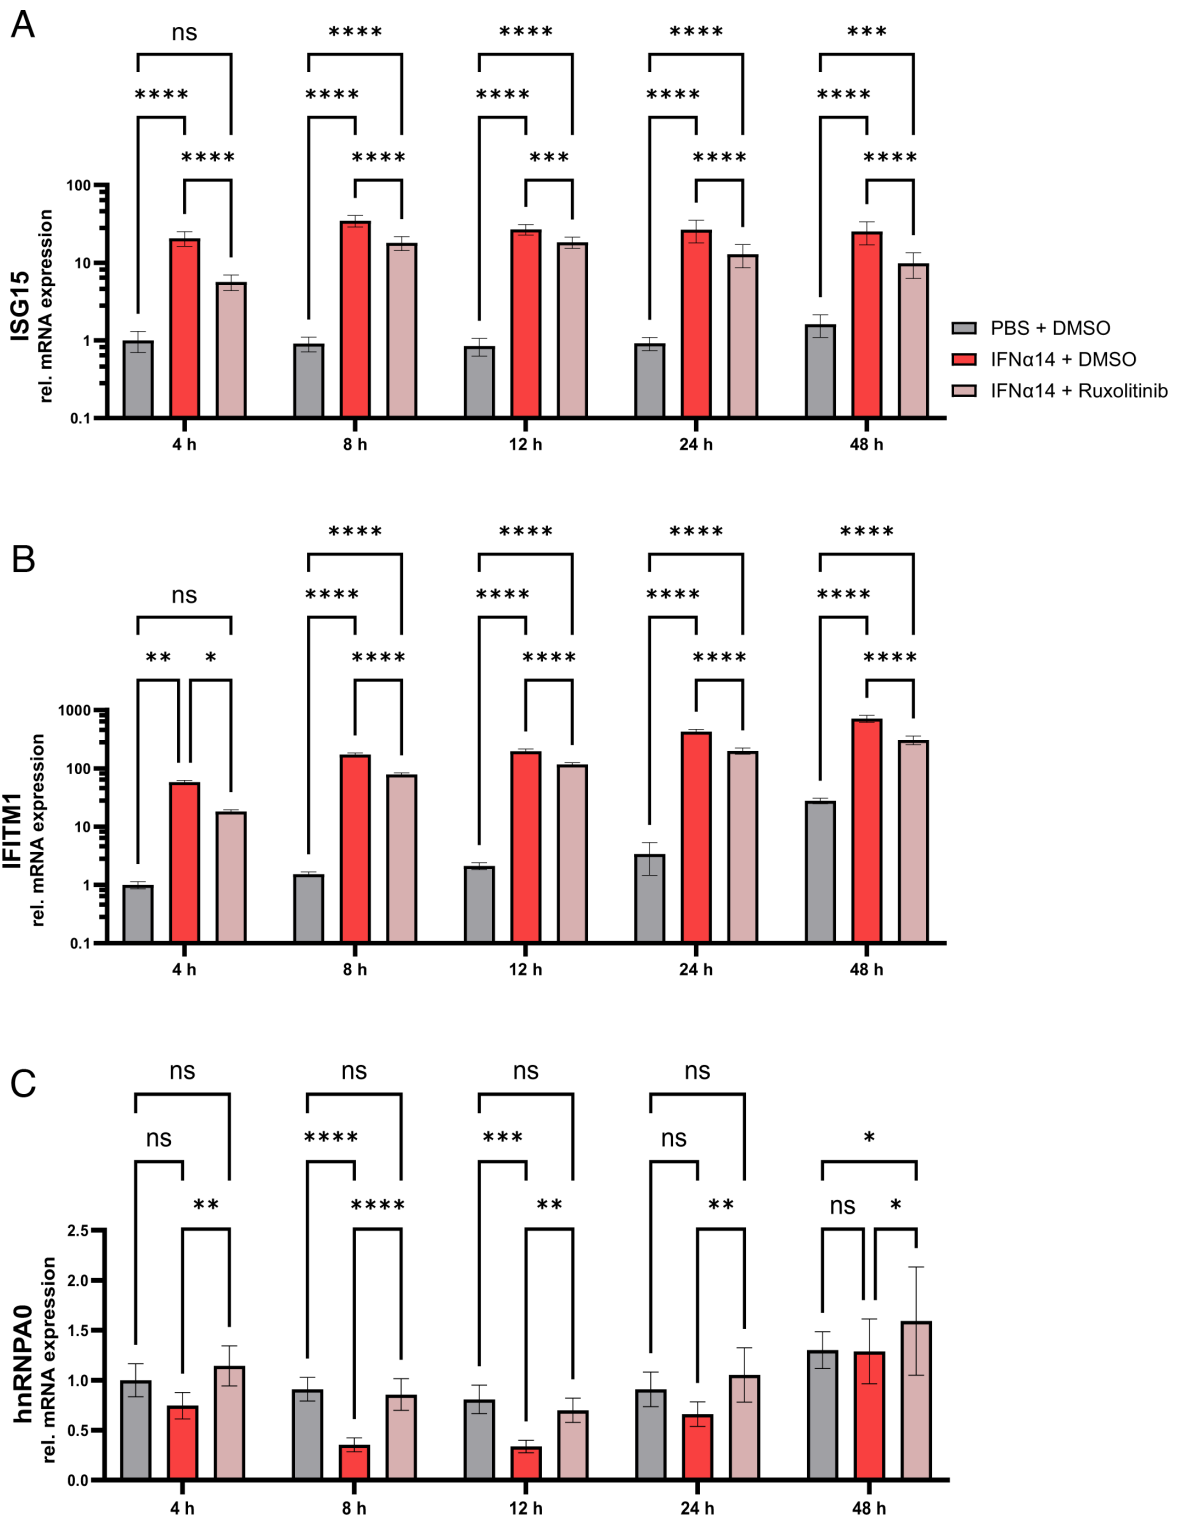 A
ns **** **** **** ***
**** **** **** **** ****
**** **** *** **** ****
ISG15
rel. mRNA expression
100
10
1
0.1
4 h 8 h 12 h 24 h 48 h
PBS + DMSO
IFNα14 + DMSO
IFNα14 + Ruxolitinib
B
**** **** **** ****
ns **** **** **** ****
** * **** **** **** ****
IFITM1
rel. mRNA expression
1000
100
10
1
0.1
4 h 8 h 12 h 24 h 48 h
C
ns ns ns ns
ns **** *** ns *
** **** ** ** ns *
hnRNPA0
rel. mRNA expression
2.5
2.0
1.5
1.0
0.5
0.0
4 h 8 h 12 h 24 h 48 h